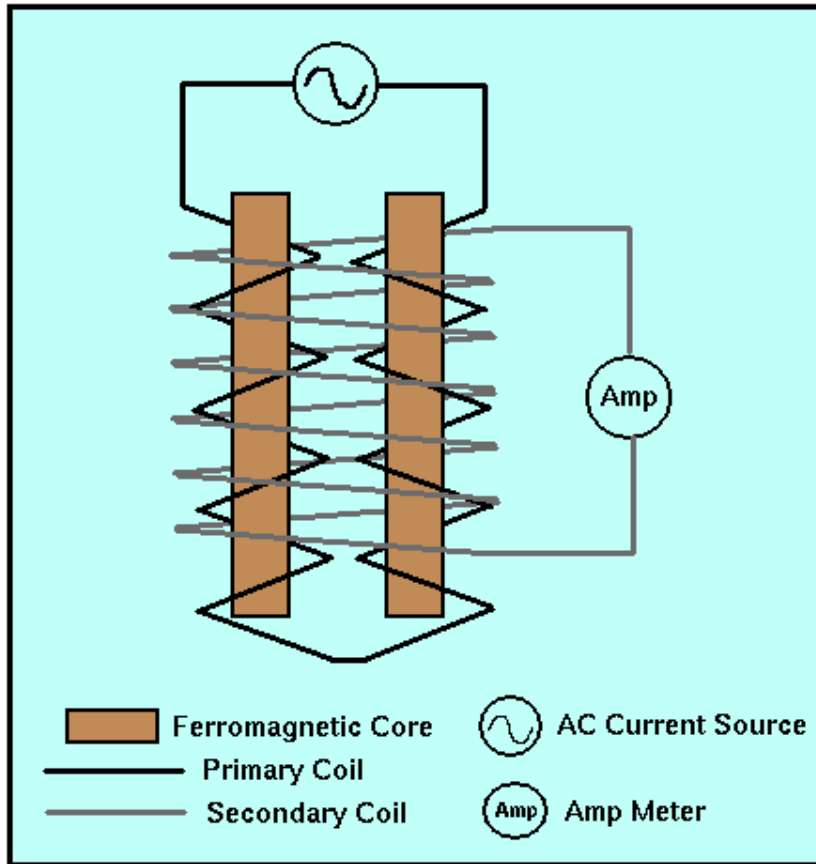 Amp
Ferromagnetic Core
AC Current Source
Primary Coil
Secondary Coil
Amp
Amp Meter